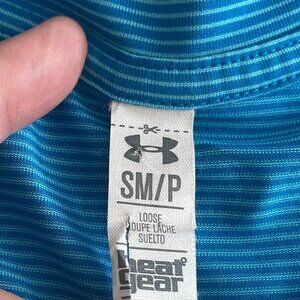 SM/P
LOOSE
COUPE LÂCHE
SUELTO
heat
gear